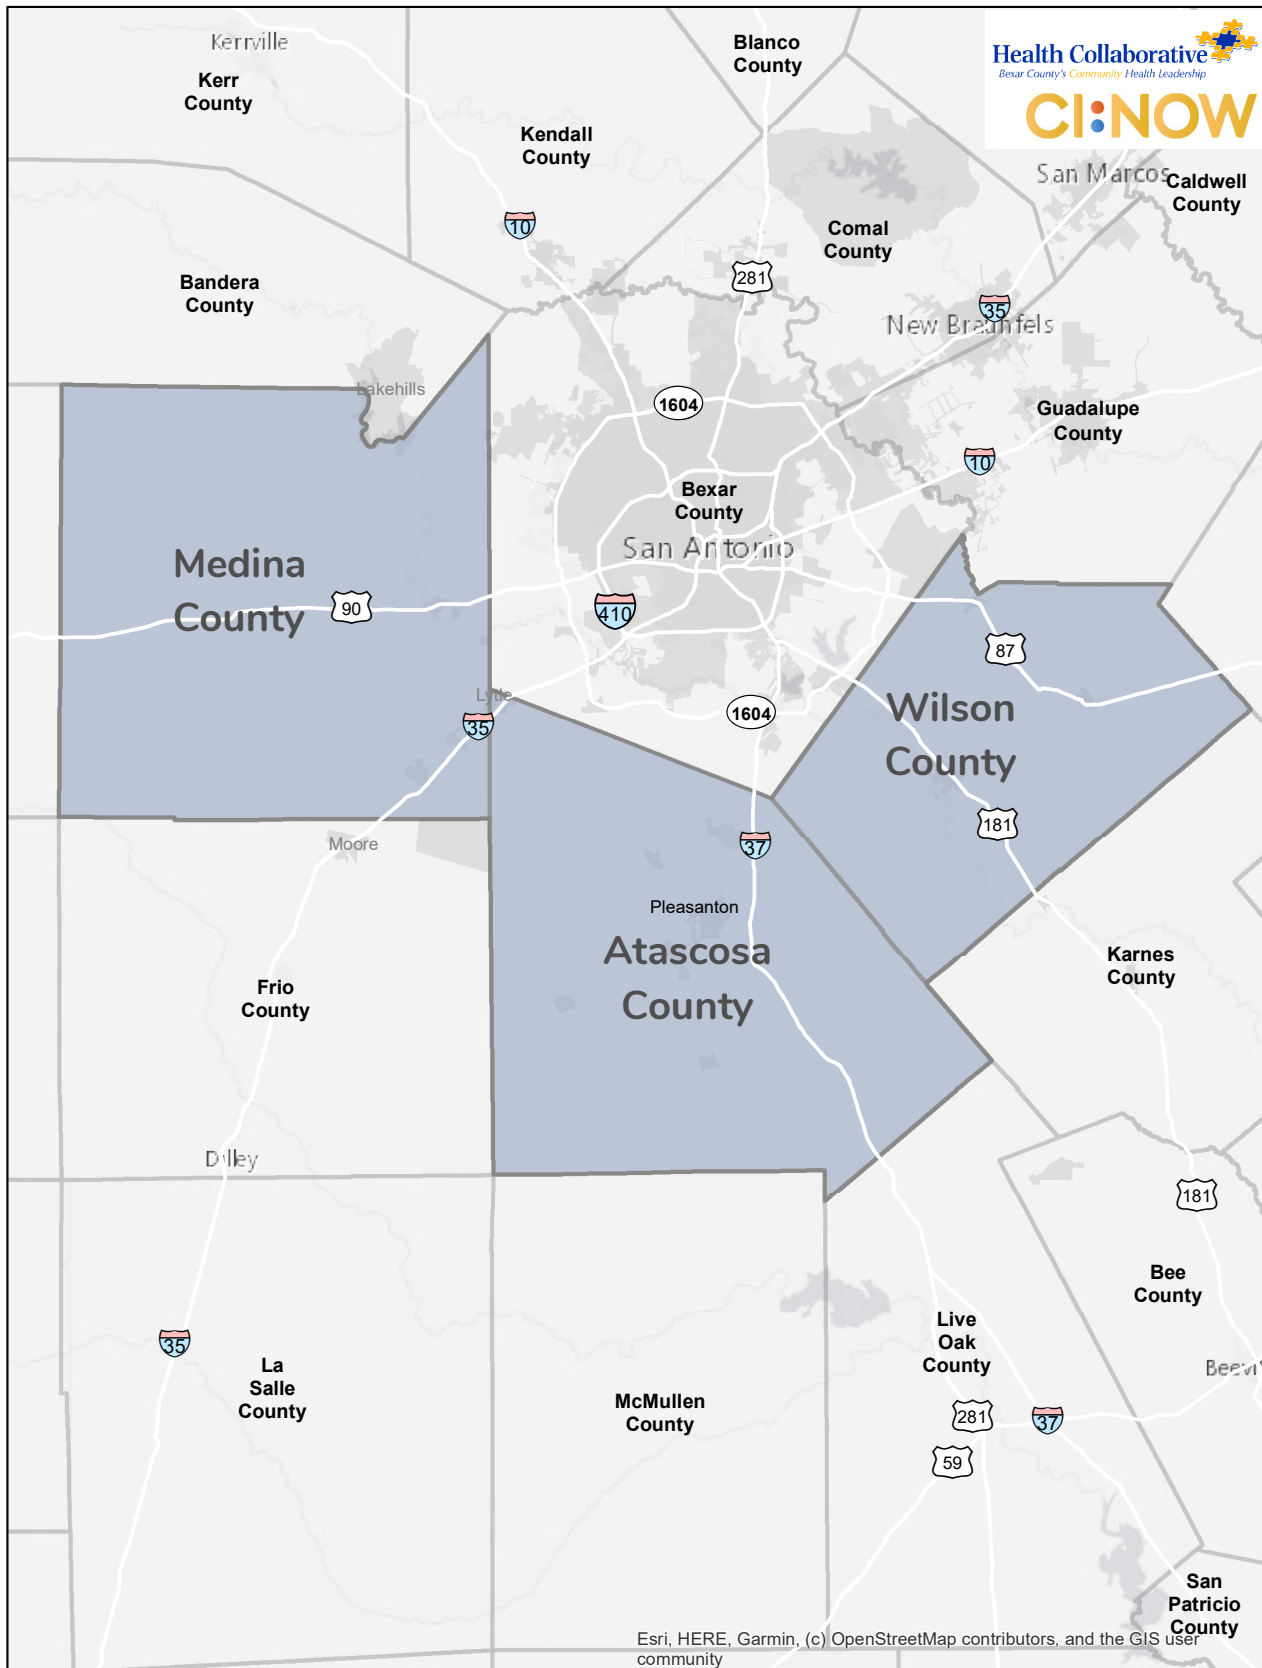 Health Collaborative
Bexar County's Community Health Leadership
CI:NOW
Kerrville
Kerr
County
Blanco
County
Kendall
County
San Marcos
Caldwell
County
Comal
County
10
281
Bandera
County
35
New Braunfels
Lakehills
1604
Guadalupe
County
10
Bexar
County
San Antonio
Medina
County
90
410
87
Lytle
35
1604
Wilson
County
181
Moore
37
Pleasanton
Atascosa
County
Karnes
County
Frio
County
Dilley
181
Bee
County
35
Live
Oak
County
La
Salle
County
McMullen
County
Beevi
281
37
59
San
Patricio
County
Esri, HERE, Garmin, (c) OpenStreetMap contributors, and the GIS user
community